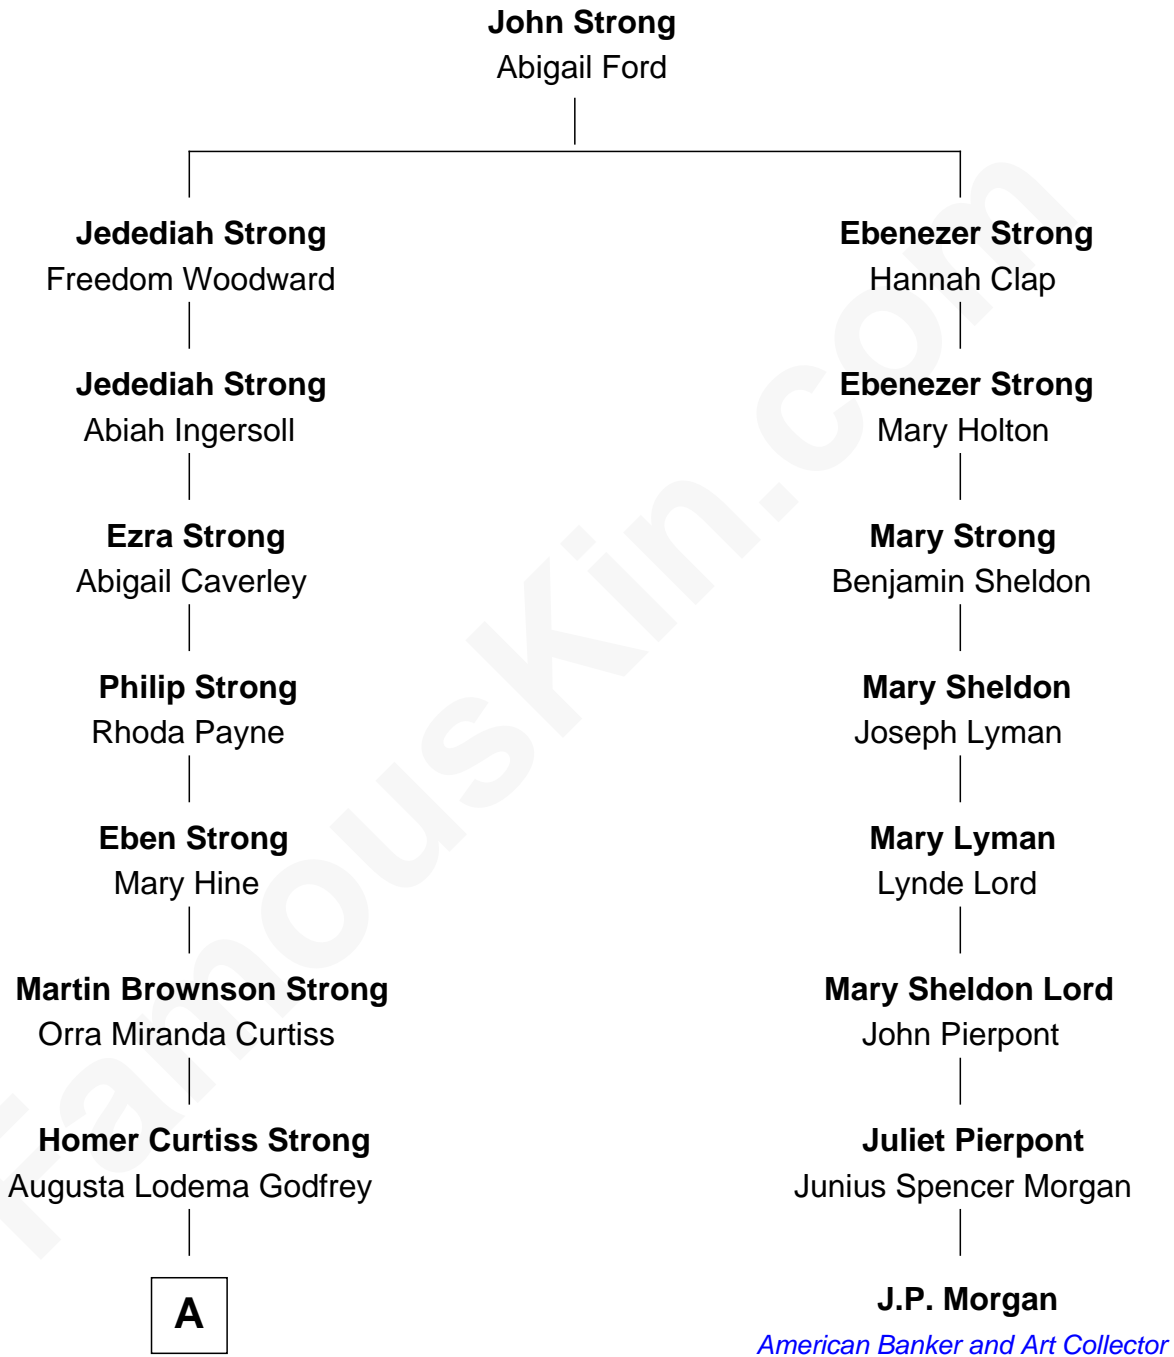 John Strong
Abigail Ford
Jedediah Strong
Freedom Woodward
Ebenezer Strong
Hannah Clap
Jedediah Strong
Abiah Ingersoll
Ebenezer Strong
Mary Holton
Ezra Strong
Abigail Caverley
Mary Strong
Benjamin Sheldon
Philip Strong
Rhoda Payne
Mary Sheldon
Joseph Lyman
Eben Strong
Mary Hine
Mary Lyman
Lynde Lord
Martin Brownson Strong
Orra Miranda Curtiss
Mary Sheldon Lord
John Pierpont
Homer Curtiss Strong
Augusta Lodema Godfrey
Juliet Pierpont
Junius Spencer Morgan
A
J.P. Morgan
American Banker and Art Collector
FamousKin.com